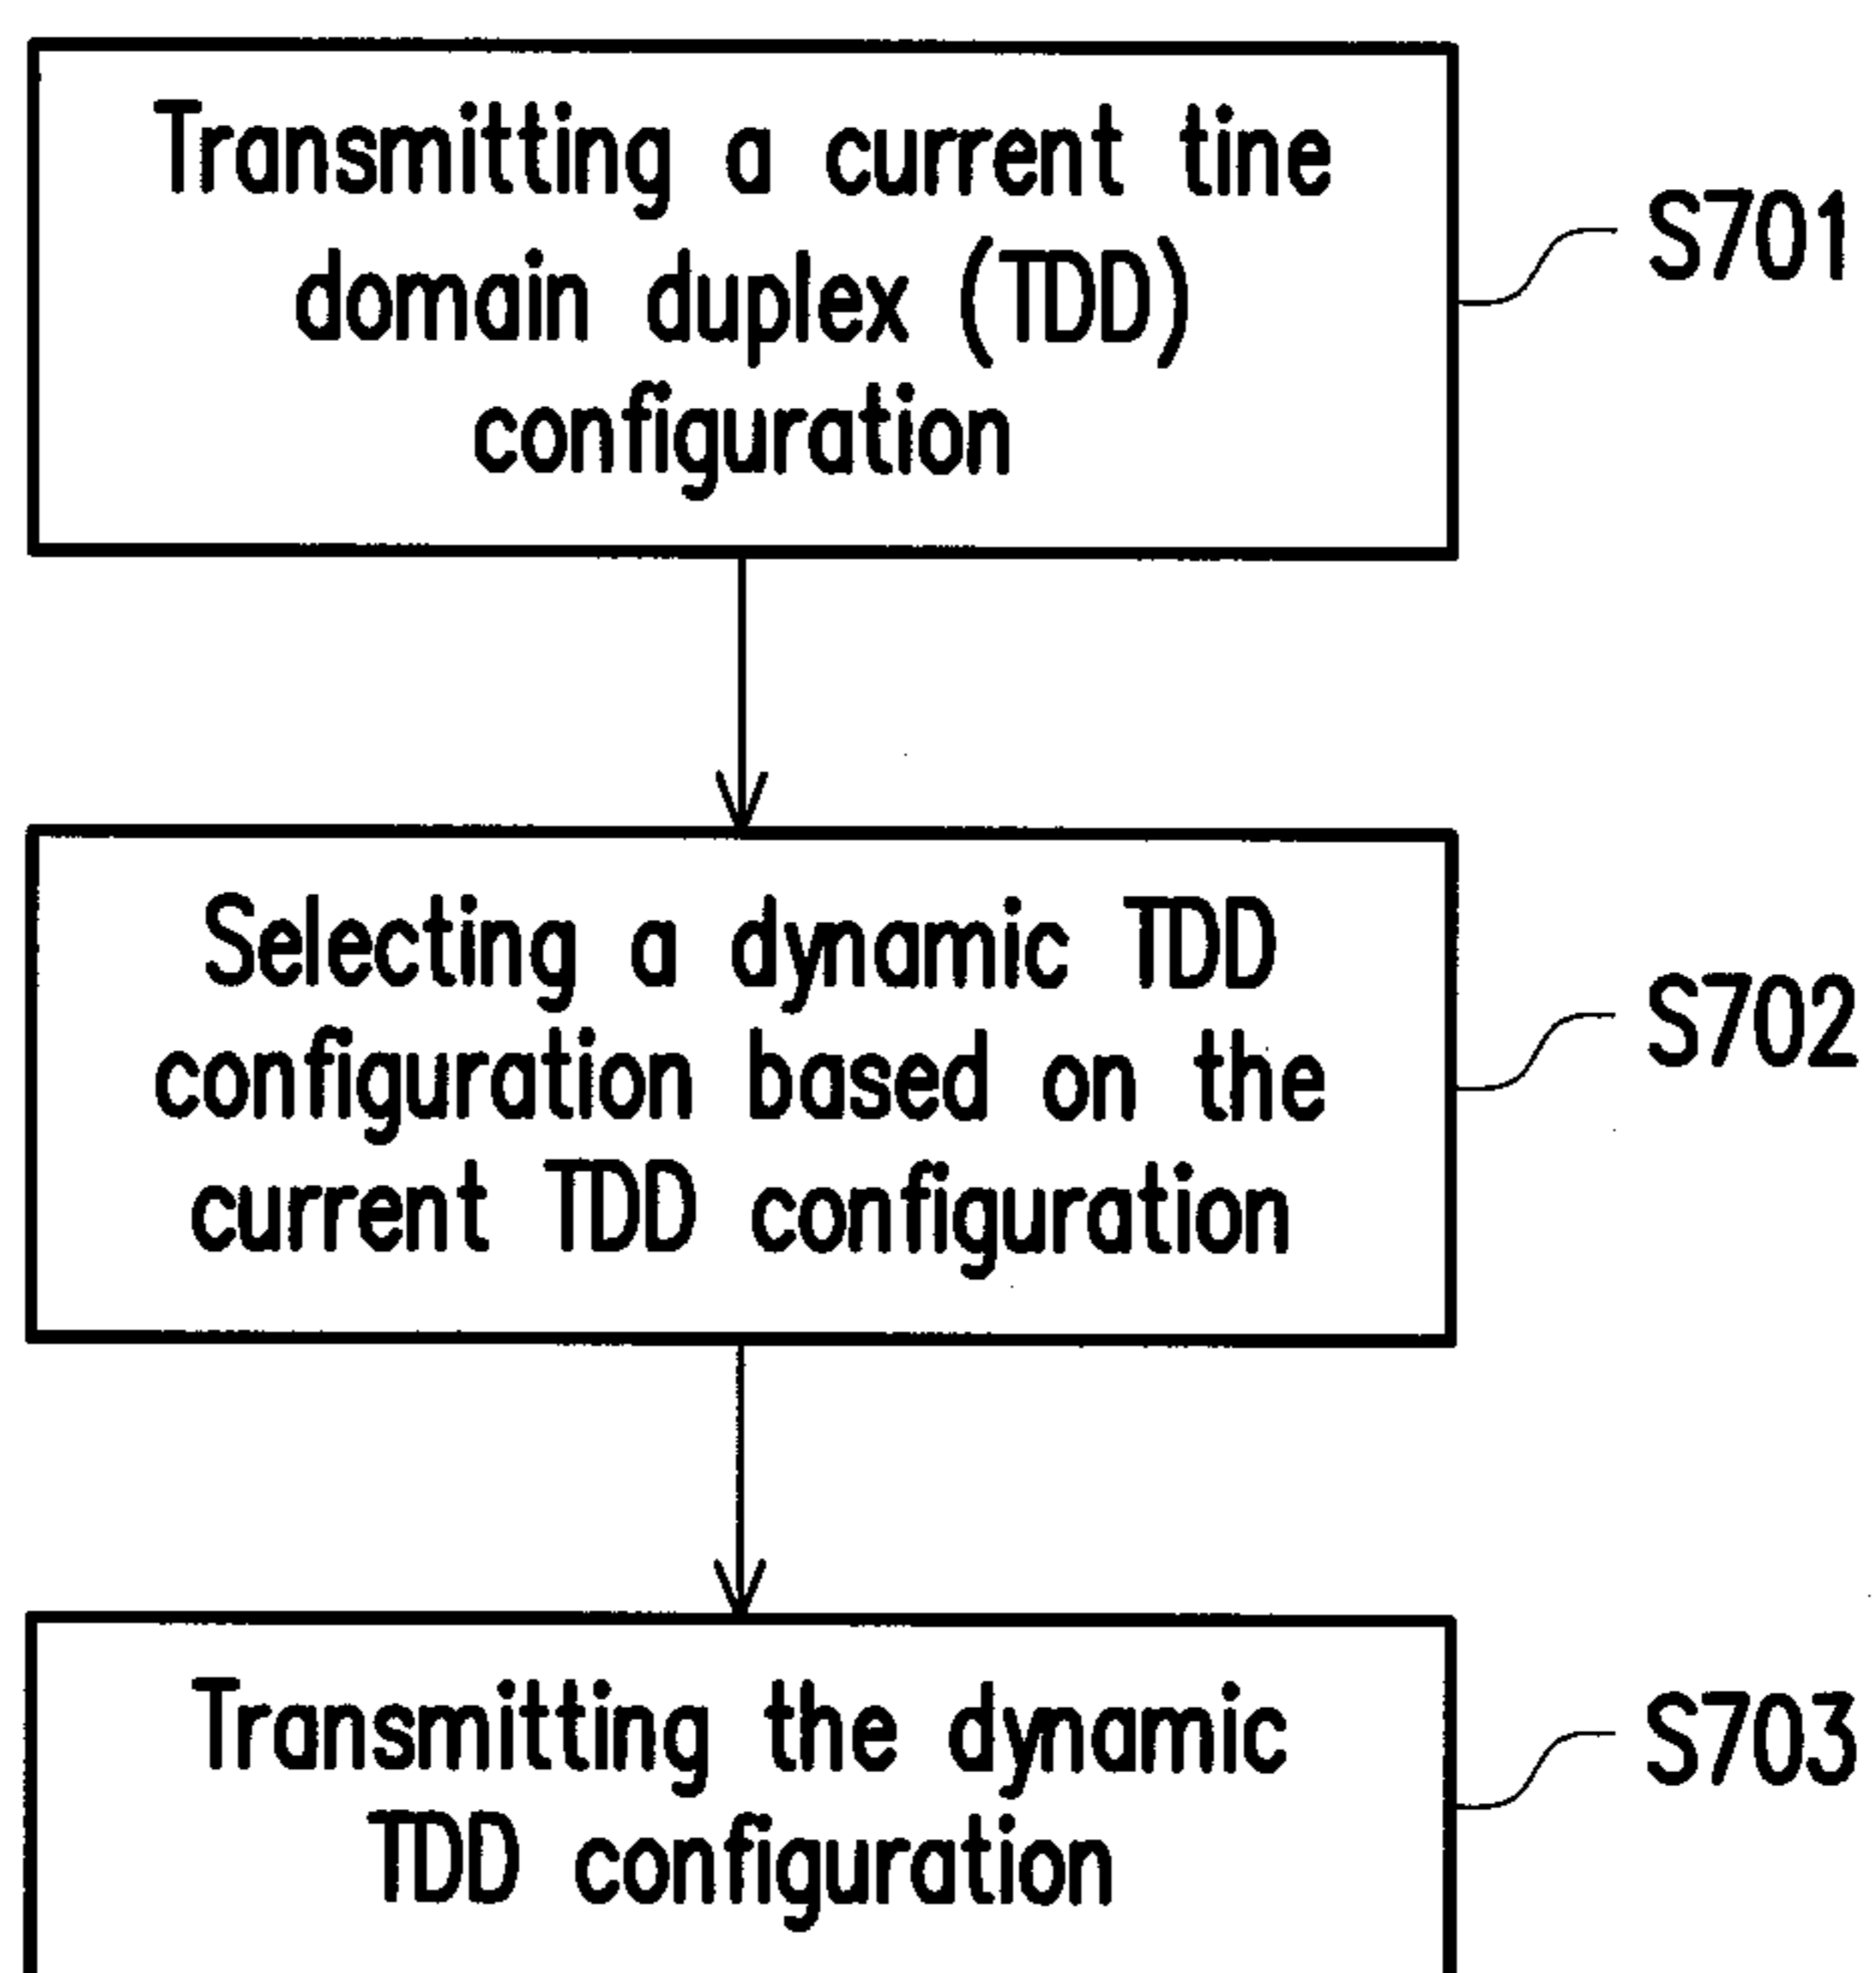 Transmitting a current tine
domain duplex (TDD)
configuration
S701
Selecting a dynamic TDD
configuration based on the
current TDD configuration
S702
Transmitting the dynamic
TDD configuration
S703